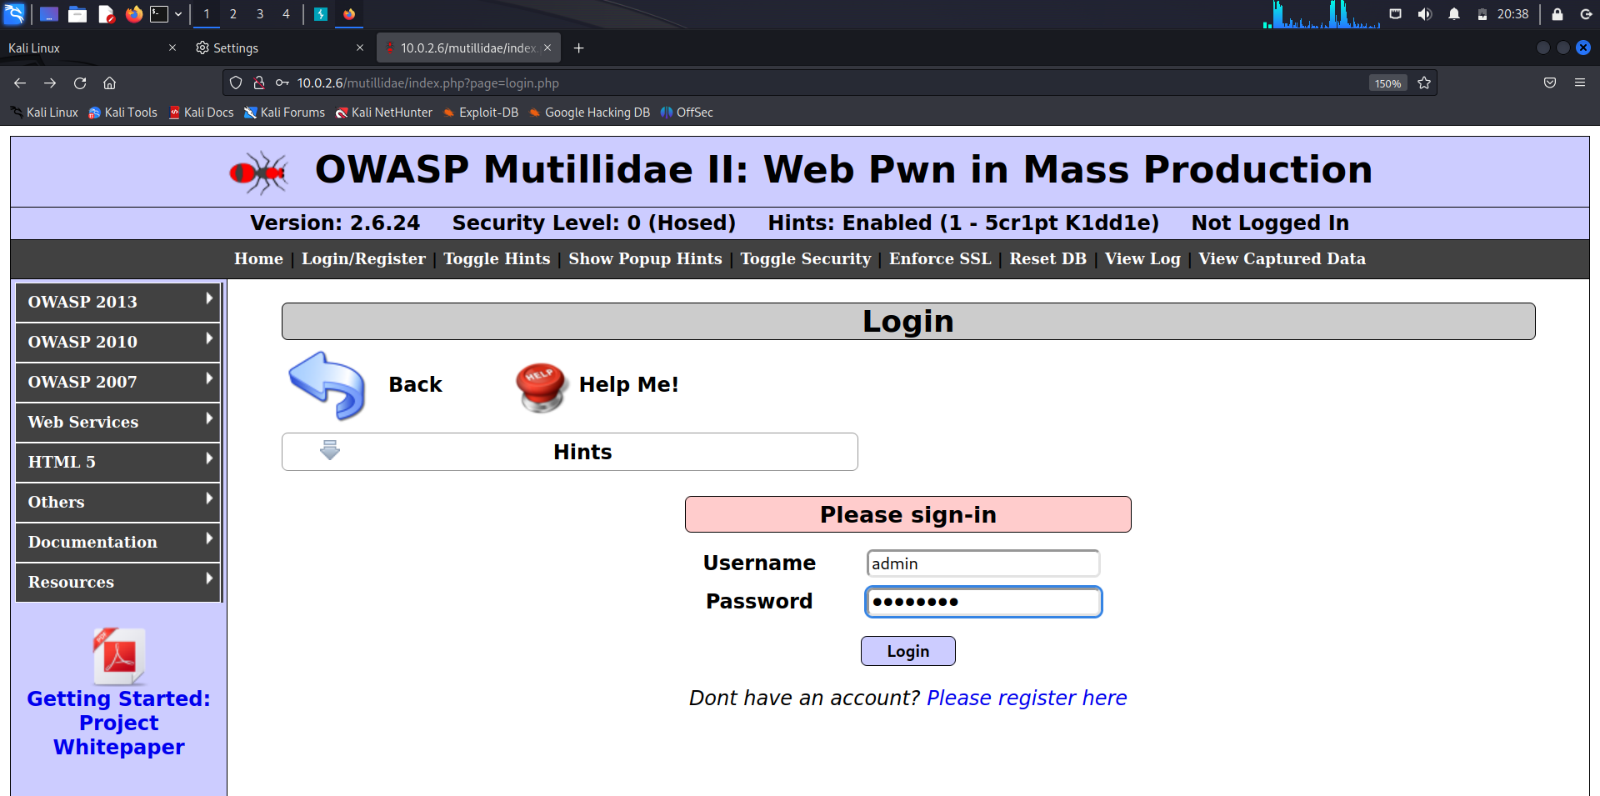 1 2 3 4 20:38
Kali Linux Settings 10.0.2.6/mutillidae/index.
10.0.2.6/mutillidae/index.php?page=login.php 150%
Kali Linux Kali Tools Kali Docs Kali Forums Kali NetHunter Exploit-DB Google Hacking DB OffSec
OWASP Mutillidae II: Web Pwn in Mass Production
Version: 2.6.24 Security Level: 0 (Hosed) Hints: Enabled (1 - 5cr1pt K1dd1e) Not Logged In
Home | Login/Register | Toggle Hints | Show Popup Hints | Toggle Security | Enforce SSL | Reset DB | View Log | View Captured Data
OWASP 2013
OWASP 2010
OWASP 2007
Web Services
HTML 5
Others
Documentation
Resources
PDF
Getting Started:
Project
Whitepaper
Login
Back
HELP
Help Me!
Hints
Please sign-in
Username admin
Password ●●●●●●●●
Login
Dont have an account? Please register here